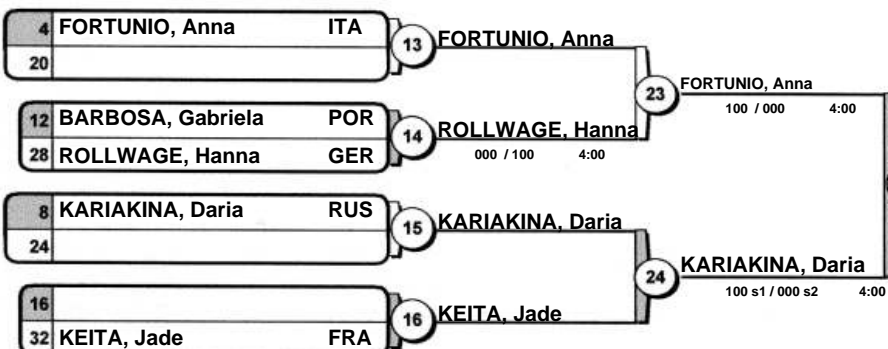 4 FORTUNIO, Anna ITA
20
13 FORTUNIO, Anna
12 BARBOSA, Gabriela POR
28 ROLLWAGE, Hanna GER
14 ROLLWAGE, Hanna
000 / 100 4:00
23 FORTUNIO, Anna
100 / 000 4:00
8 KARIAKINA, Daria RUS
24
15 KARIAKINA, Daria
16
32 KEITA, Jade FRA
16 KEITA, Jade
24 KARIAKINA, Daria
100 s1 / 000 s2 4:00